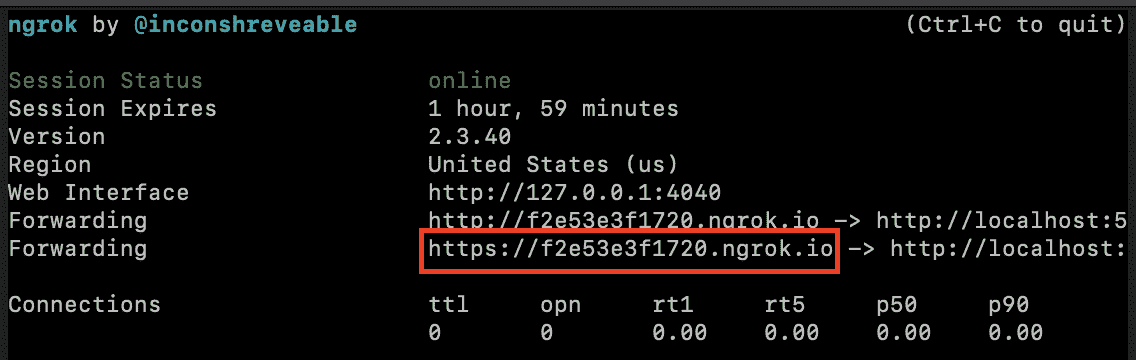 ngrok by @inconshreveable (Ctrl+C to quit)
Session Status online
Session Expires 1 hour, 59 minutes
Version 2.3.40
Region United States (us)
Web Interface http://127.0.0.1:4040
Forwarding http://f2e53e3f1720.ngrok.io -> http://localhost:5
Forwarding https://f2e53e3f1720.ngrok.io -> http://localhost:
Connections ttl opn rt1 rt5 p50 p90
0 0 0.00 0.00 0.00 0.00